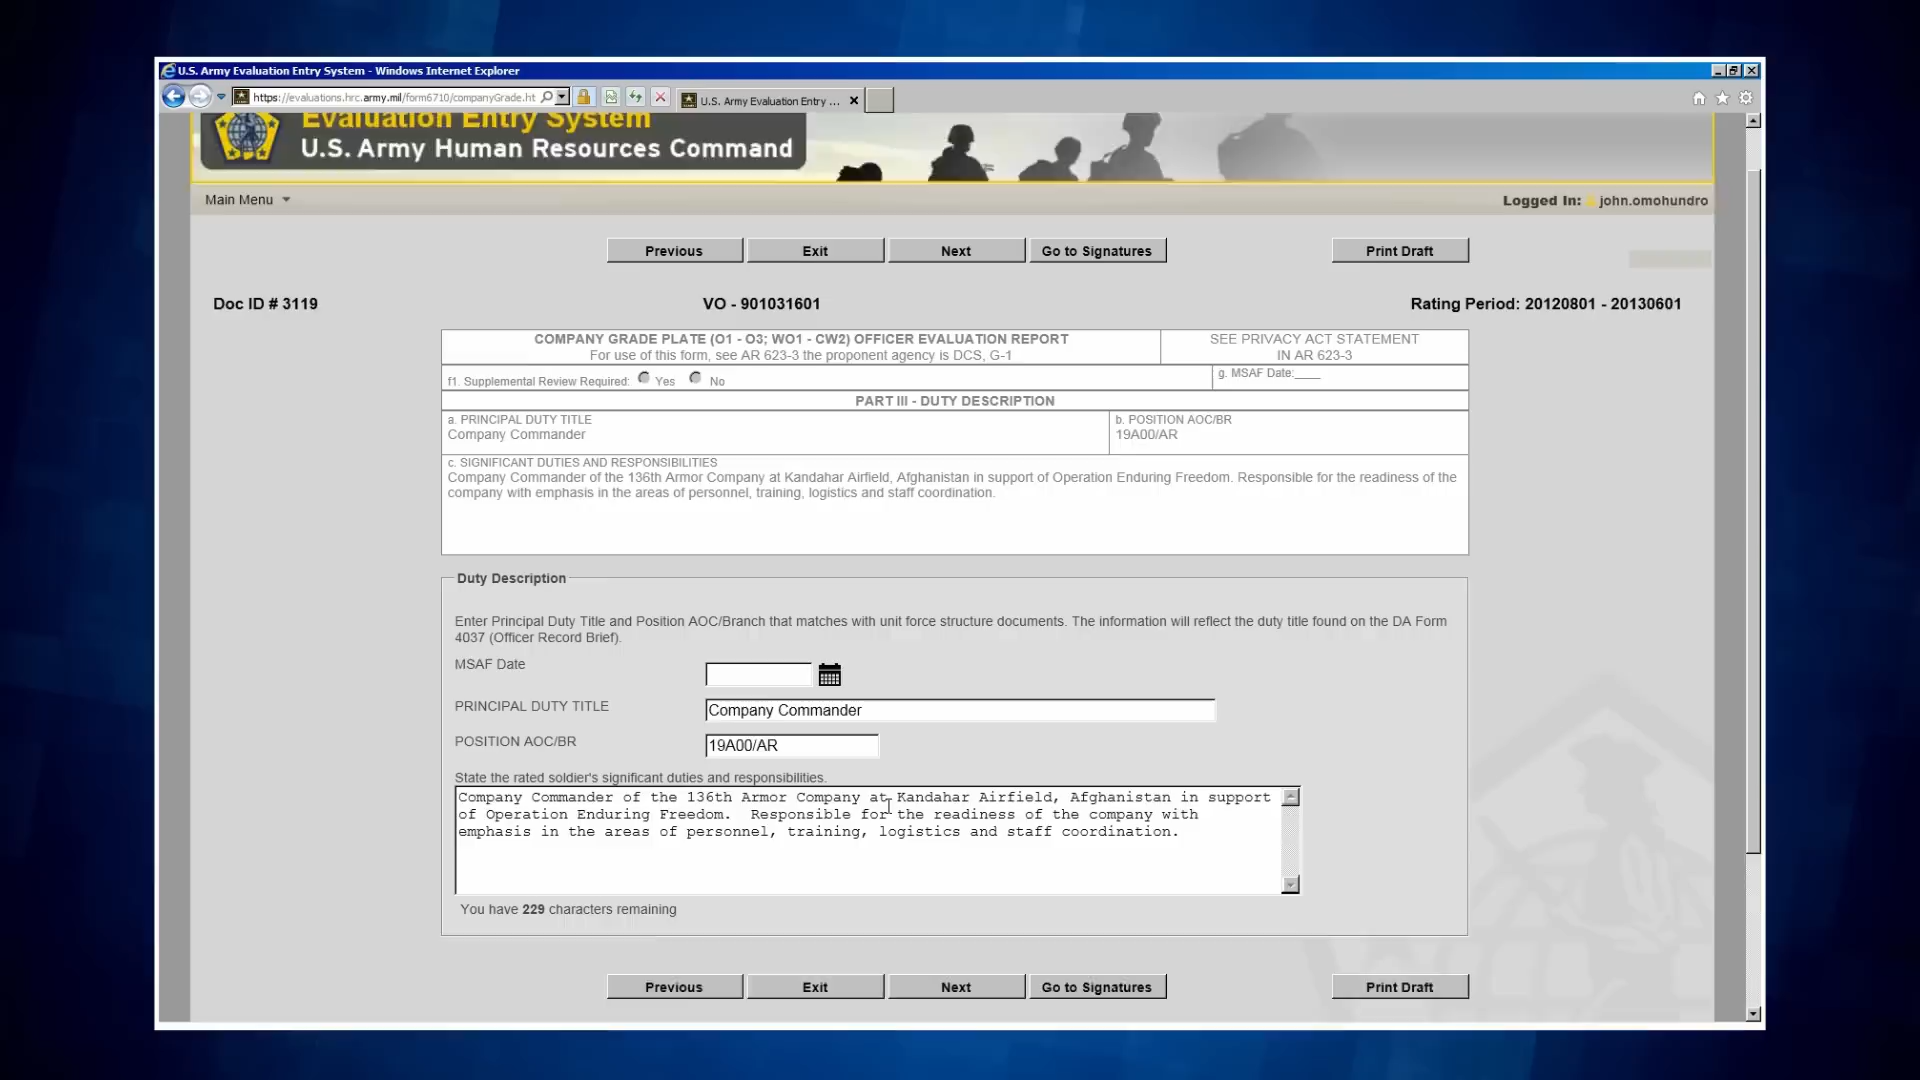 U.S. Army Evaluation Entry System - Windows Internet Explorer
https://evaluations.hrc.army.mil/form6710/companyGrade.ht
U.S. Army Evaluation Entry ...
Evaluation Entry System
U.S. Army Human Resources Command
Main Menu
Logged In: john.omohundro
Previous
Exit
Next
Go to Signatures
Print Draft
Doc ID # 3119
VO - 901031601
Rating Period: 20120801 - 20130601
COMPANY GRADE PLATE (O1 - O3; WO1 - CW2) OFFICER EVALUATION REPORT
For use of this form, see AR 623-3 the proponent agency is DCS, G-1
SEE PRIVACY ACT STATEMENT
IN AR 623-3
f1. Supplemental Review Required: Yes No
g. MSAF Date:____
PART III - DUTY DESCRIPTION
a. PRINCIPAL DUTY TITLE
Company Commander
b. POSITION AOC/BR
19A00/AR
c. SIGNIFICANT DUTIES AND RESPONSIBILITIES
Company Commander of the 136th Armor Company at Kandahar Airfield, Afghanistan in support of Operation Enduring Freedom. Responsible for the readiness of the
company with emphasis in the areas of personnel, training, logistics and staff coordination.
Duty Description
Enter Principal Duty Title and Position AOC/Branch that matches with unit force structure documents. The information will reflect the duty title found on the DA Form
4037 (Officer Record Brief).
MSAF Date
PRINCIPAL DUTY TITLE
Company Commander
POSITION AOC/BR
19A00/AR
State the rated soldier's significant duties and responsibilities.
Company Commander of the 136th Armor Company at Kandahar Airfield, Afghanistan in support
of Operation Enduring Freedom.  Responsible for the readiness of the company with
emphasis in the areas of personnel, training, logistics and staff coordination.
You have 229 characters remaining
Previous
Exit
Next
Go to Signatures
Print Draft